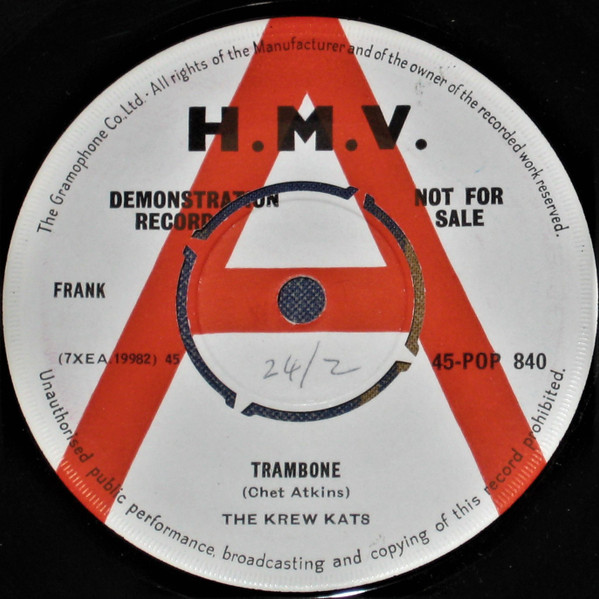 The Gramophone Co. Ltd. · All rights of the Manufacturer and of the owner of the recorded work reserved.
H.M.V.
DEMONSTRATION
RECORD
NOT FOR
SALE
FRANK
(7XEA.19982) 45
45-POP 840
24/2
TRAMBONE
(Chet Atkins)
THE KREW KATS
Unauthorised public performance, broadcasting and copying of this record prohibited.
A